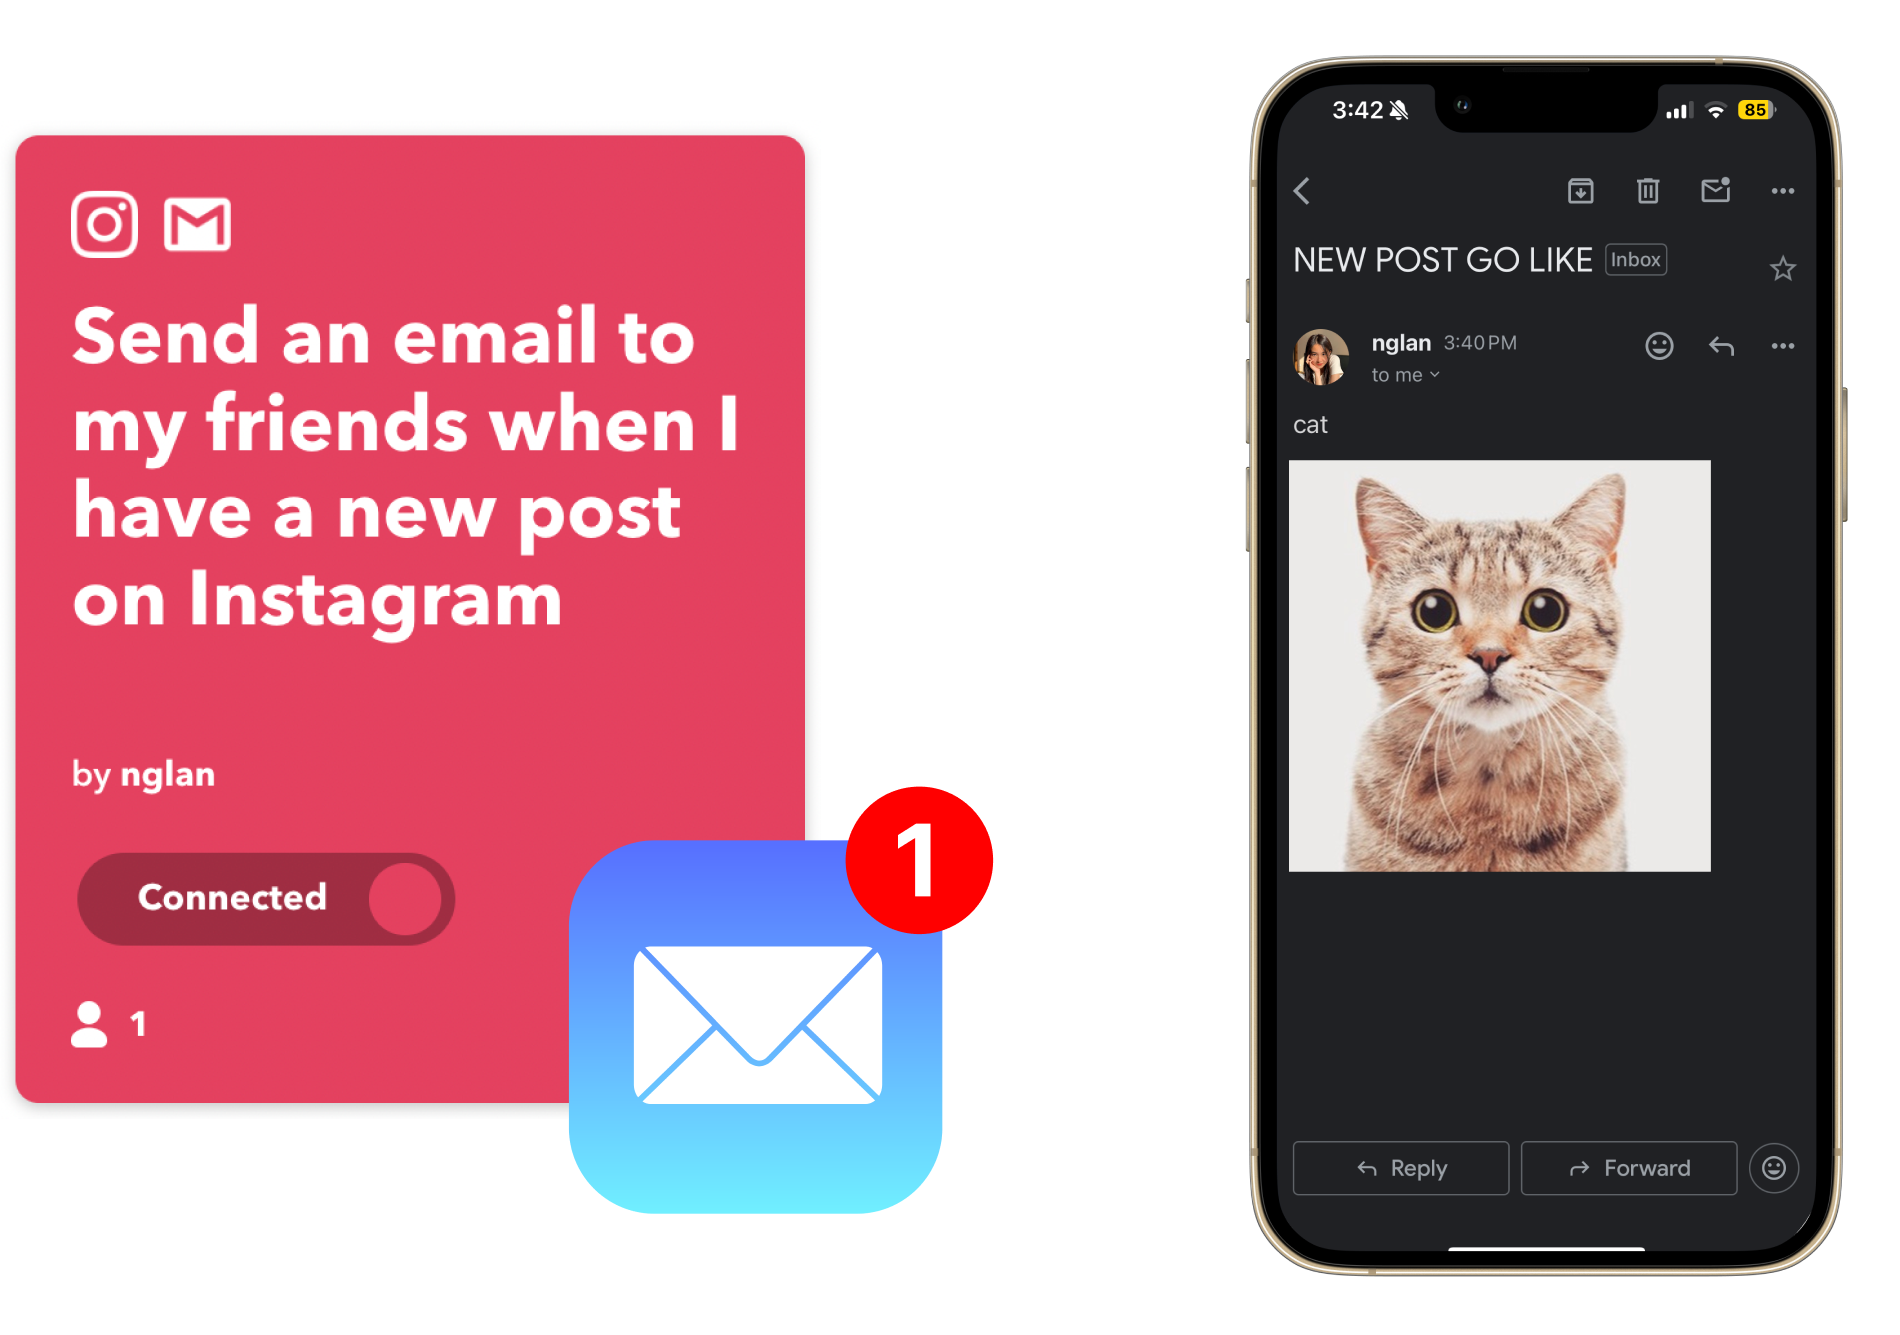 Send an email to
my friends when I
have a new post
on Instagram
by nglan
Connected
1
1
3:42
85
NEW POST GO LIKE Inbox
nglan 3:40 PM
to me
cat
Reply
Forward